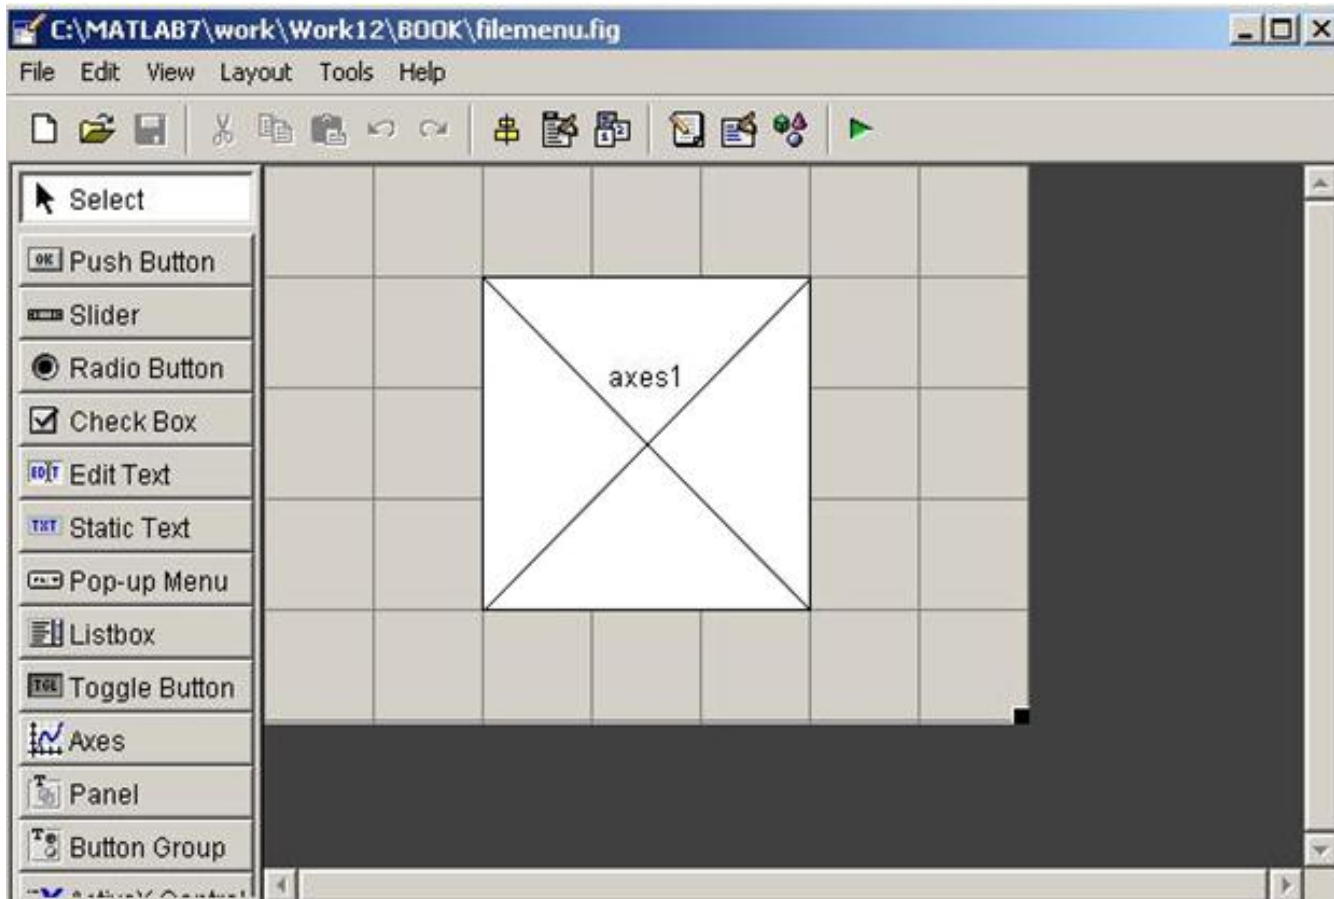 C:\MATLAB7\work\Work12\BOOK\filemenu.fig
File Edit View Layout Tools Help
Select
OK Push Button
Slider
Radio Button
Check Box
EDIT Edit Text
TXT Static Text
Pop-up Menu
Listbox
TGL Toggle Button
Axes
Panel
Button Group
axes1